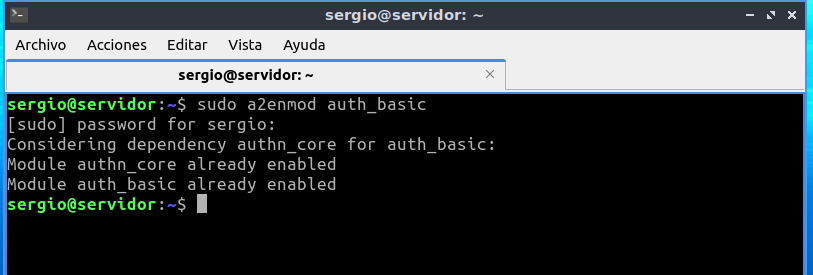 sergio@servidor: ~
Archivo Acciones Editar Vista Ayuda
sergio@servidor: ~
sergio@servidor:~$ sudo a2enmod auth_basic
[sudo] password for sergio:
Considering dependency authn_core for auth_basic:
Module authn_core already enabled
Module auth_basic already enabled
sergio@servidor:~$